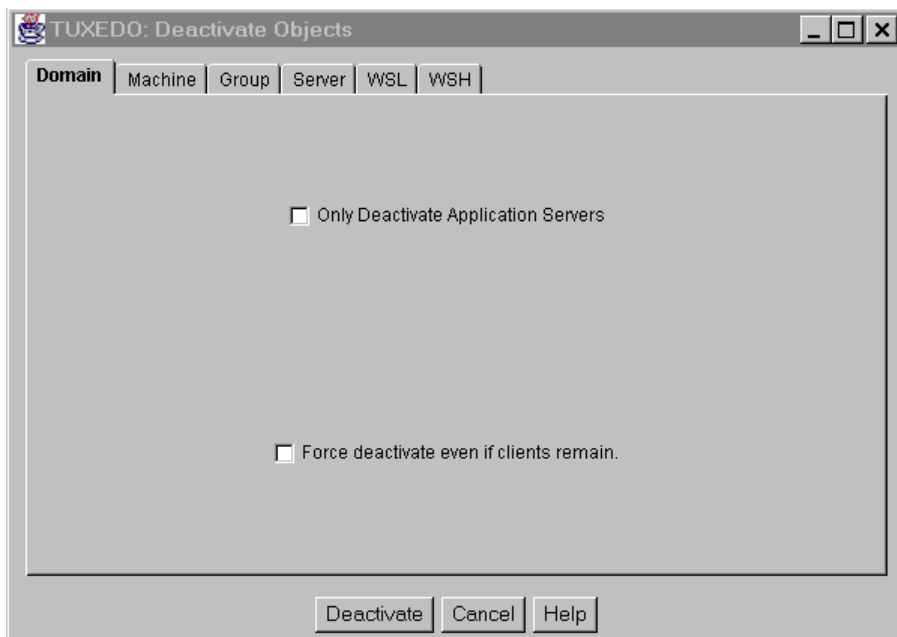 TUXEDO: Deactivate Objects
Domain Machine Group Server WSL WSH
Only Deactivate Application Servers
Force deactivate even if clients remain.
Deactivate Cancel Help